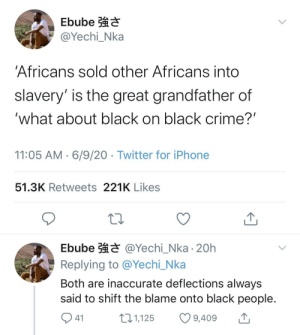 Ebube 強さ
@Yechi_Nka
'Africans sold other Africans into
slavery' is the great grandfather of
'what about black on black crime?'
11:05 AM · 6/9/20 · Twitter for iPhone
51.3K Retweets 221K Likes
Ebube 強さ @Yechi_Nka · 20h
Replying to @Yechi_Nka
Both are inaccurate deflections always
said to shift the blame onto black people.
41 1,125 9,409